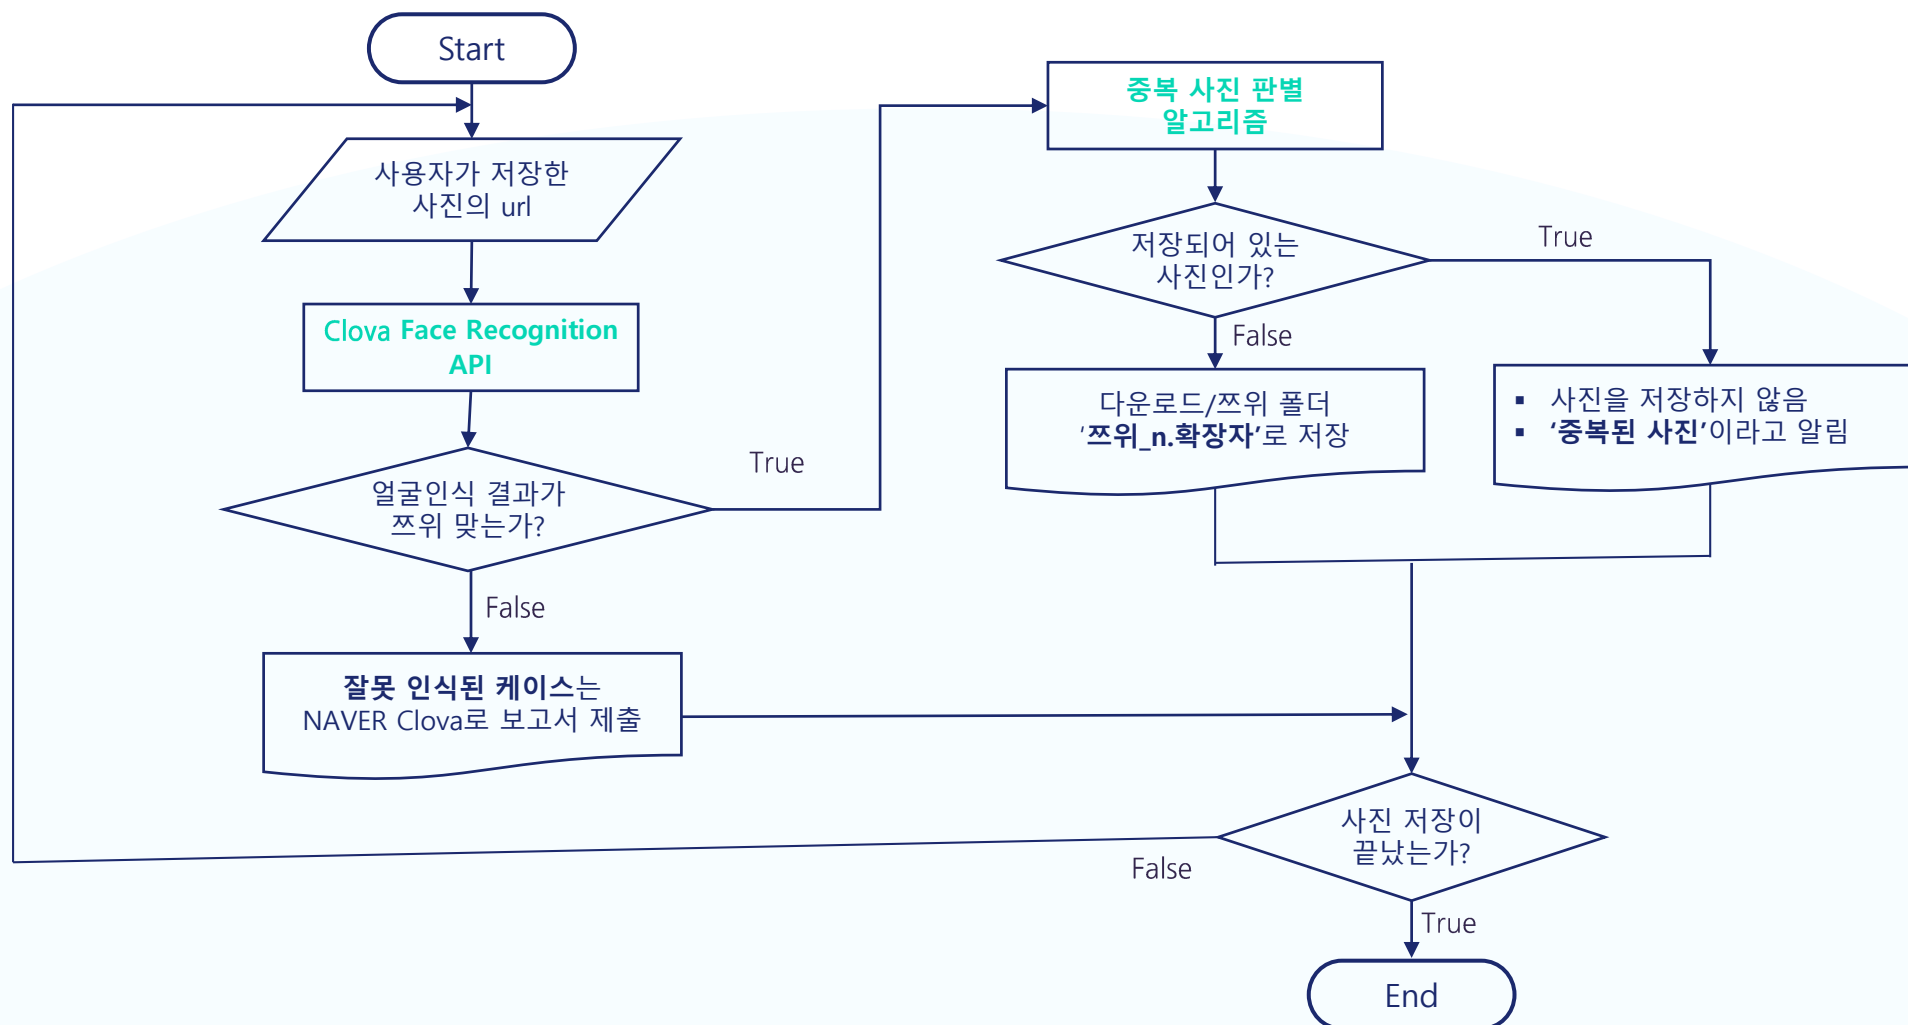 Start
사용자가 저장한
사진의 url
Clova Face Recognition
API
얼굴인식 결과가
쯔위 맞는가?
True
False
잘못 인식된 케이스는
NAVER Clova로 보고서 제출
중복 사진 판별
알고리즘
저장되어 있는
사진인가?
True
False
다운로드/쯔위 폴더
‘쯔위_n.확장자’로 저장
▪ 사진을 저장하지 않음
▪ ‘중복된 사진’이라고 알림
사진 저장이
끝났는가?
False
True
End